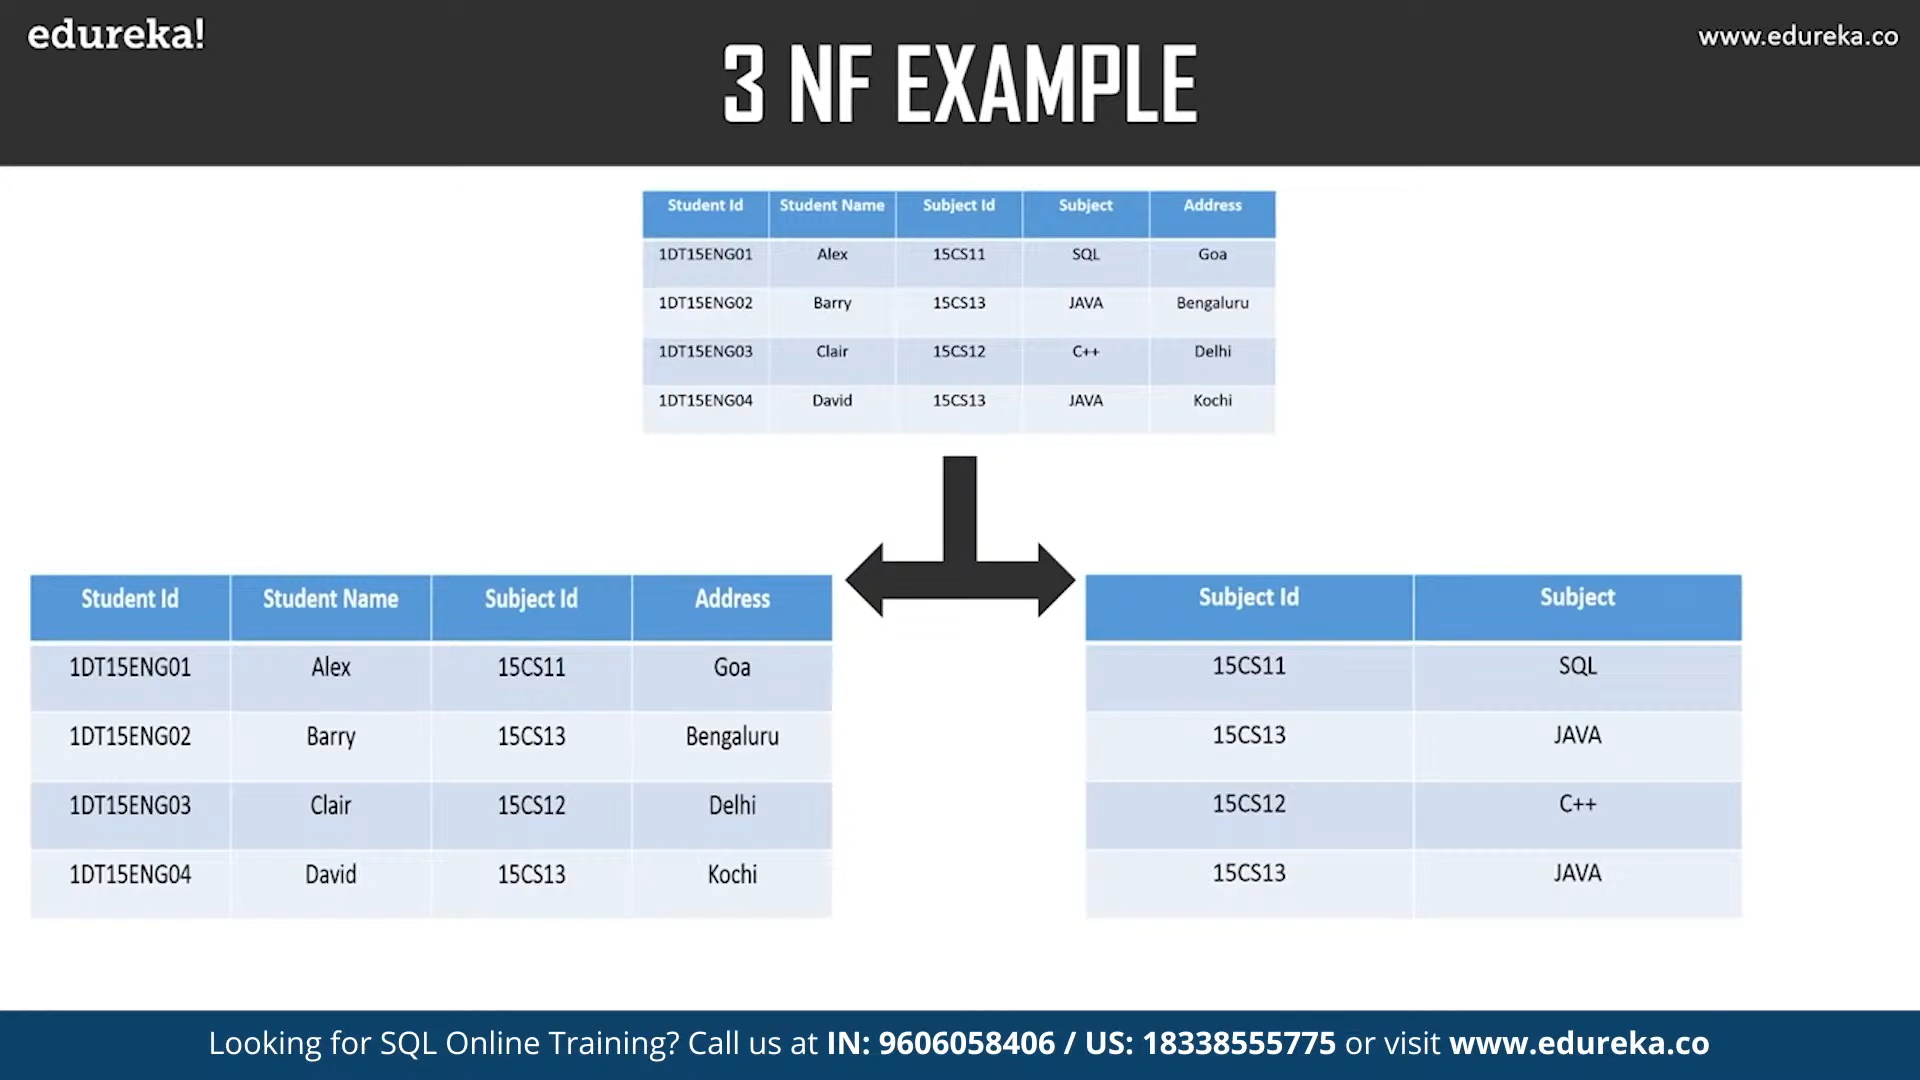 edureka!
www.edureka.co
3 NF EXAMPLE
Student Id Student Name Subject Id Subject Address
1DT15ENG01 Alex 15CS11 SQL Goa
1DT15ENG02 Barry 15CS13 JAVA Bengaluru
1DT15ENG03 Clair 15CS12 C++ Delhi
1DT15ENG04 David 15CS13 JAVA Kochi
Student Id Student Name Subject Id Address
1DT15ENG01 Alex 15CS11 Goa
1DT15ENG02 Barry 15CS13 Bengaluru
1DT15ENG03 Clair 15CS12 Delhi
1DT15ENG04 David 15CS13 Kochi
Subject Id Subject
15CS11 SQL
15CS13 JAVA
15CS12 C++
15CS13 JAVA
Looking for SQL Online Training? Call us at IN: 9606058406 / US: 18338555775 or visit www.edureka.co